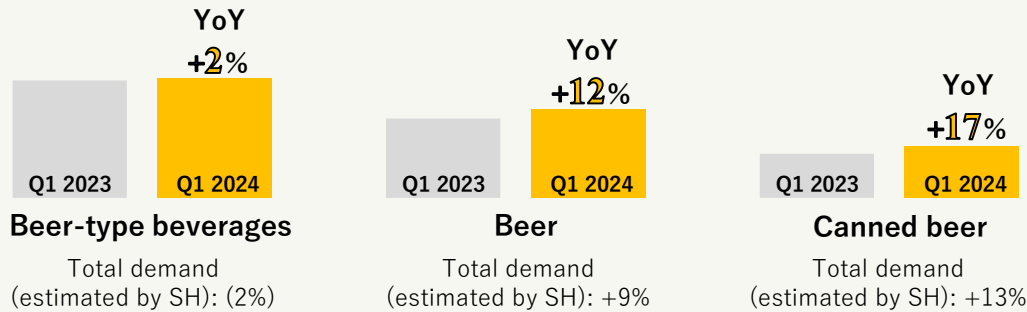 YoY
+2%
Q1 2023
Q1 2024
Beer-type beverages
Total demand
(estimated by SH): (2%)
YoY
+12%
Q1 2023
Q1 2024
Beer
Total demand
(estimated by SH): +9%
YoY
+17%
Q1 2023
Q1 2024
Canned beer
Total demand
(estimated by SH): +13%